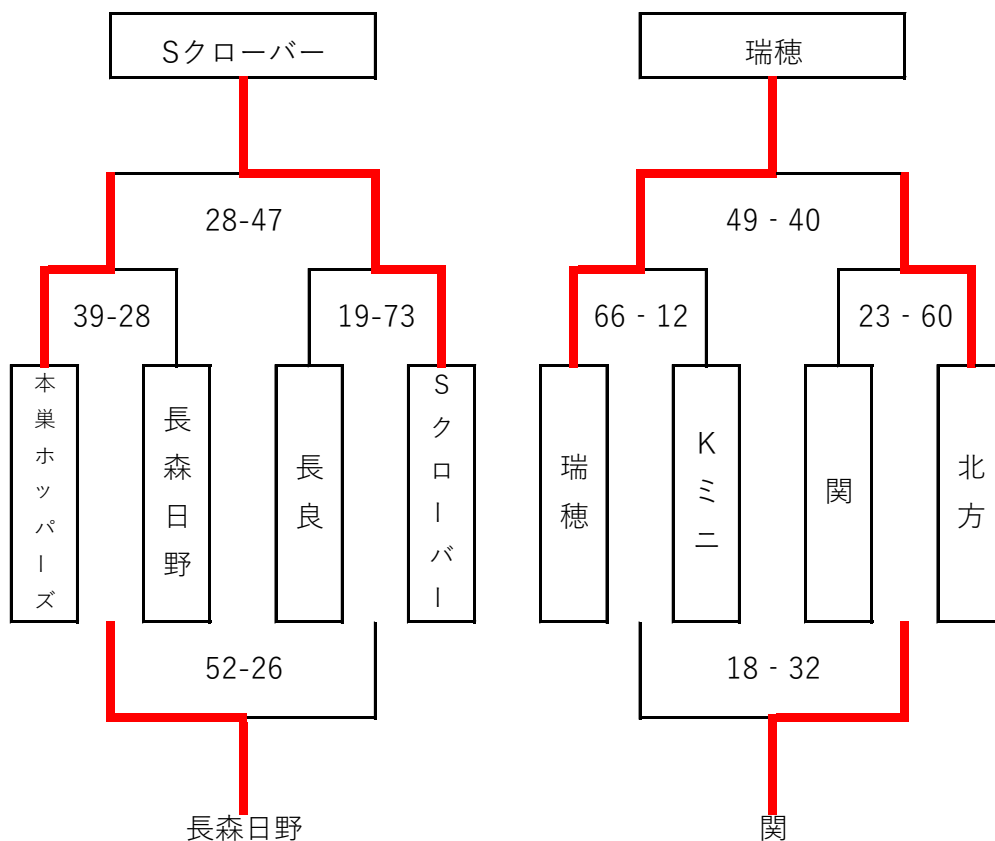 Sクローバー
瑞穂
28-47
49 - 40
39-28
19-73
66 - 12
23 - 60
本巣ホッパーズ
長森日野
長良
Sクローバー
瑞穂
Kミニ
関
北方
52-26
18 - 32
長森日野
関